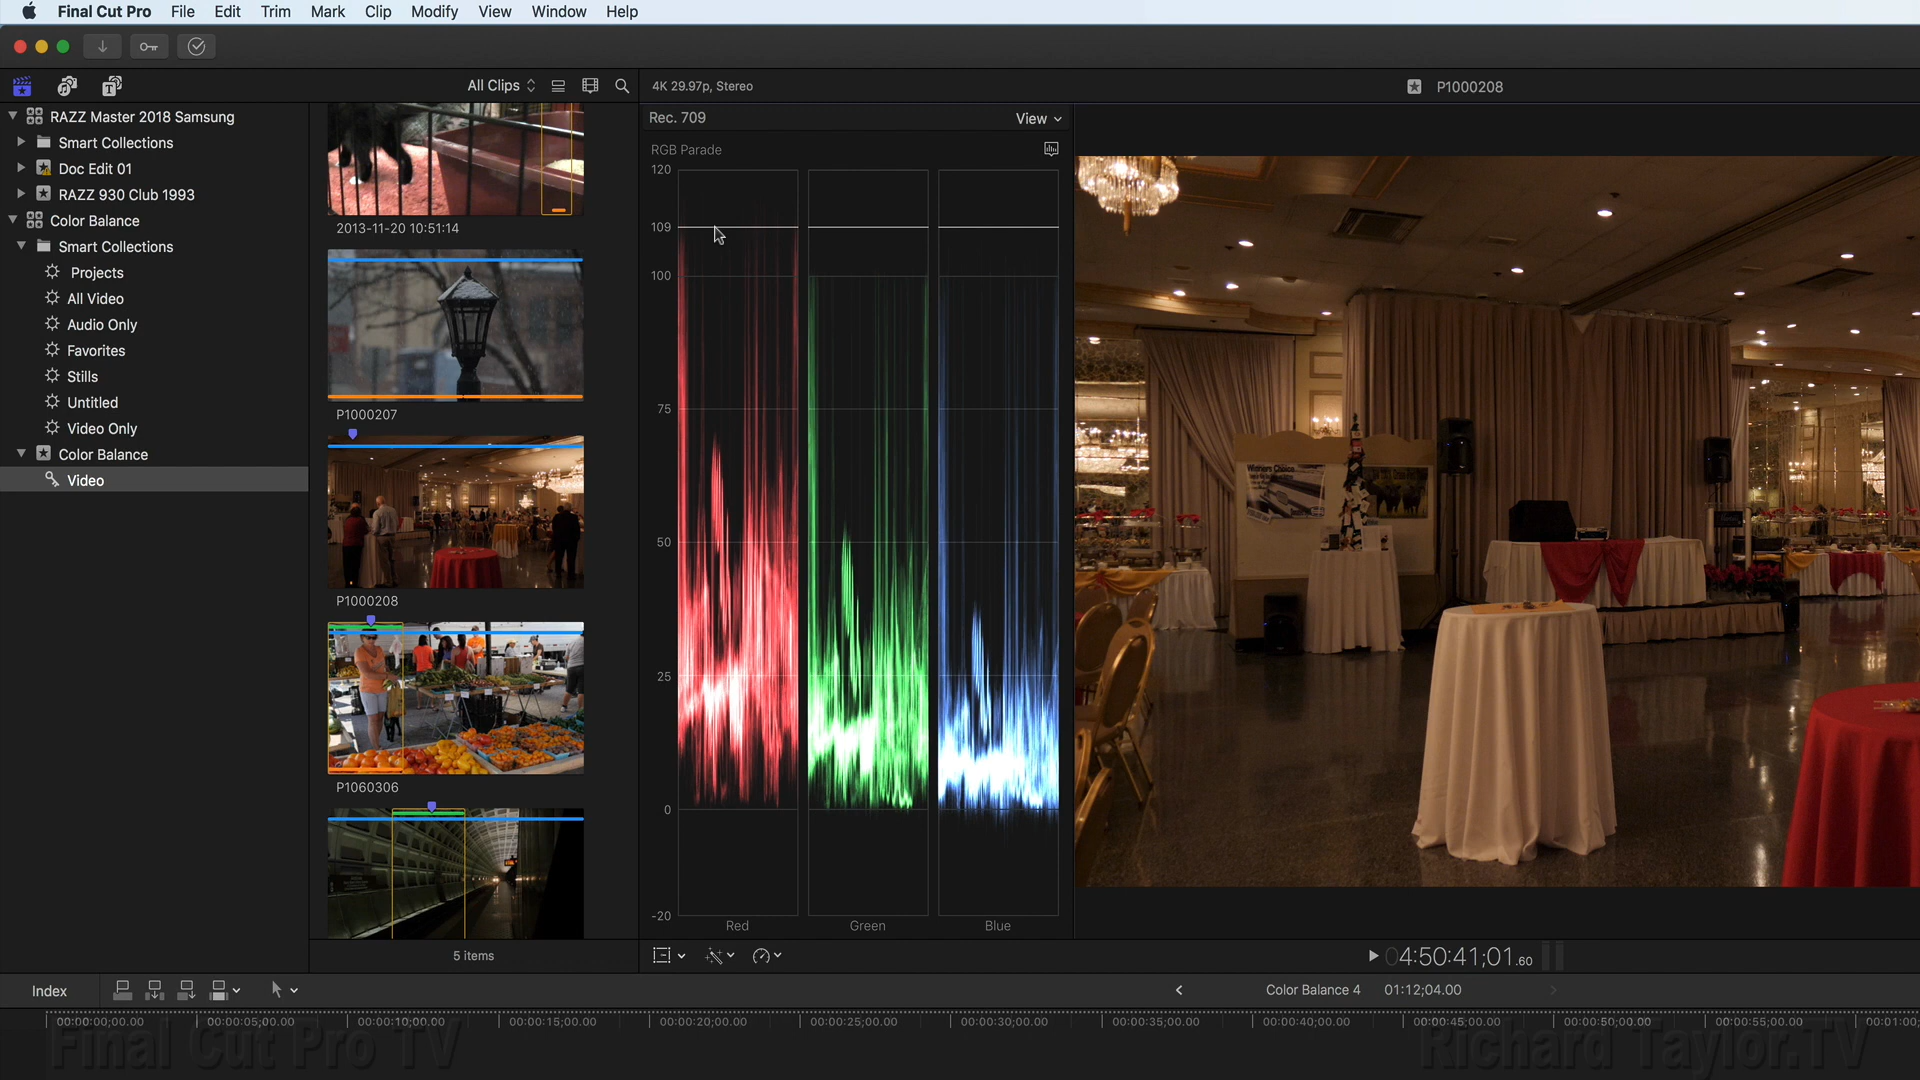 Final Cut Pro File Edit Trim Mark Clip Modify View Window Help
All Clips
4K 29.97p, Stereo
P1000208
RAZZ Master 2018 Samsung
Smart Collections
Doc Edit 01
RAZZ 930 Club 1993
Color Balance
Smart Collections
Projects
All Video
Audio Only
Favorites
Stills
Untitled
Video Only
Color Balance
Video
2013-11-20 10:51:14
P1000207
P1000208
P1060306
5 items
Rec. 709
View
RGB Parade
120
109
100
75
50
25
0
-20
Red Green Blue
Winners Choice
04:50:41;01.60
Index
Color Balance 4 01:12;04.00
00:00:00;00.00 00:00:05;00.00 00:00:10;00.00 00:00:15;00.00 00:00:20;00.00 00:00:25;00.00 00:00:30;00.00 00:00:35;00.00 00:00:40;00.00 00:00:45;00.00 00:00:50;00.00 00:00:55;00.00 00:01:00;
Final Cut Pro TV
Richard Taylor.TV